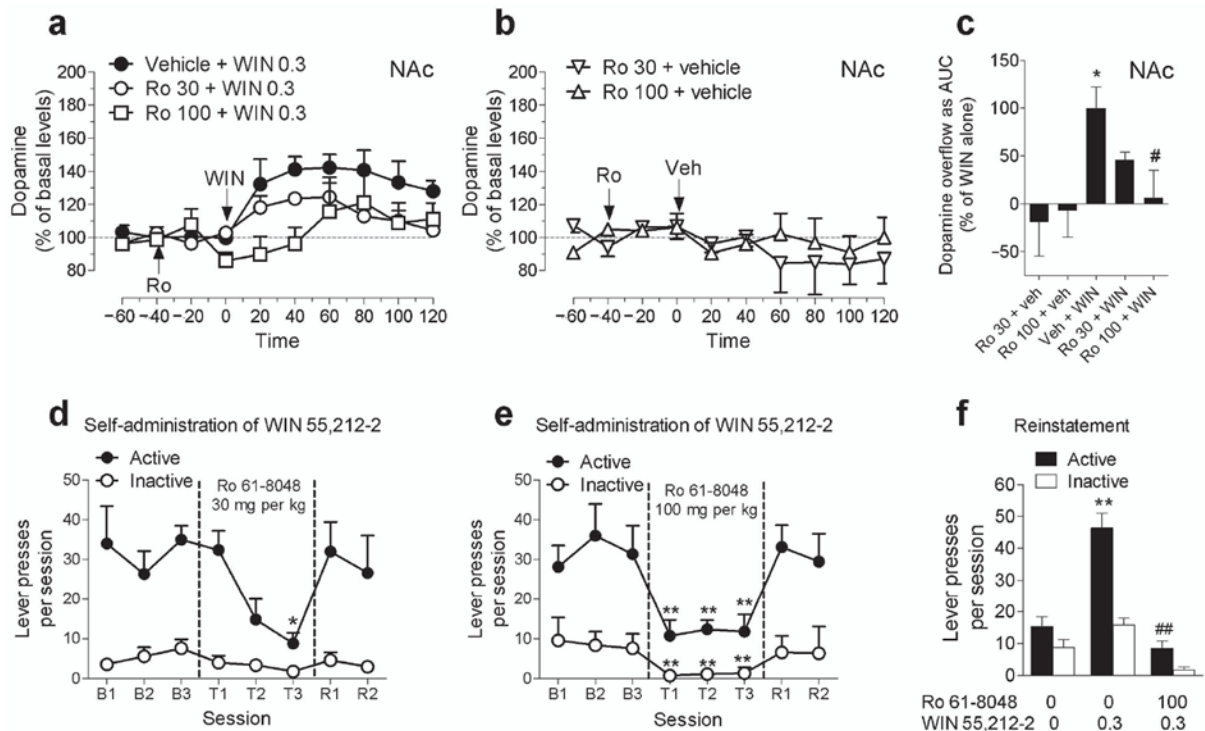 a
Vehicle + WIN 0.3
Ro 30 + WIN 0.3
Ro 100 + WIN 0.3
NAc
Dopamine
(% of basal levels)
200
180
160
140
120
100
80
WIN
Ro
−60 −40 −20 0 20 40 60 80 100 120
Time
b
Ro 30 + vehicle
Ro 100 + vehicle
NAc
Dopamine
(% of basal levels)
200
180
160
140
120
100
80
Ro
Veh
−60 −40 −20 0 20 40 60 80 100 120
Time
c
NAc
Dopamine overflow as AUC
(% of WIN alone)
150
100
50
0
−50
*
#
Ro 30 + veh
Ro 100 + veh
Veh + WIN
Ro 30 + WIN
Ro 100 + WIN
d
Self-administration of WIN 55,212-2
Active
Inactive
Ro 61-8048
30 mg per kg
Lever presses
per session
50
40
30
20
10
0
*
B1 B2 B3 T1 T2 T3 R1 R2
Session
e
Self-administration of WIN 55,212-2
Active
Inactive
Ro 61-8048
100 mg per kg
Lever presses
per session
50
40
30
20
10
0
** ** **
** ** **
B1 B2 B3 T1 T2 T3 R1 R2
Session
f
Reinstatement
Active
Inactive
Lever presses
per session
60
50
40
30
20
10
0
**
##
Ro 61-8048 0 0 100
WIN 55,212-2 0 0.3 0.3